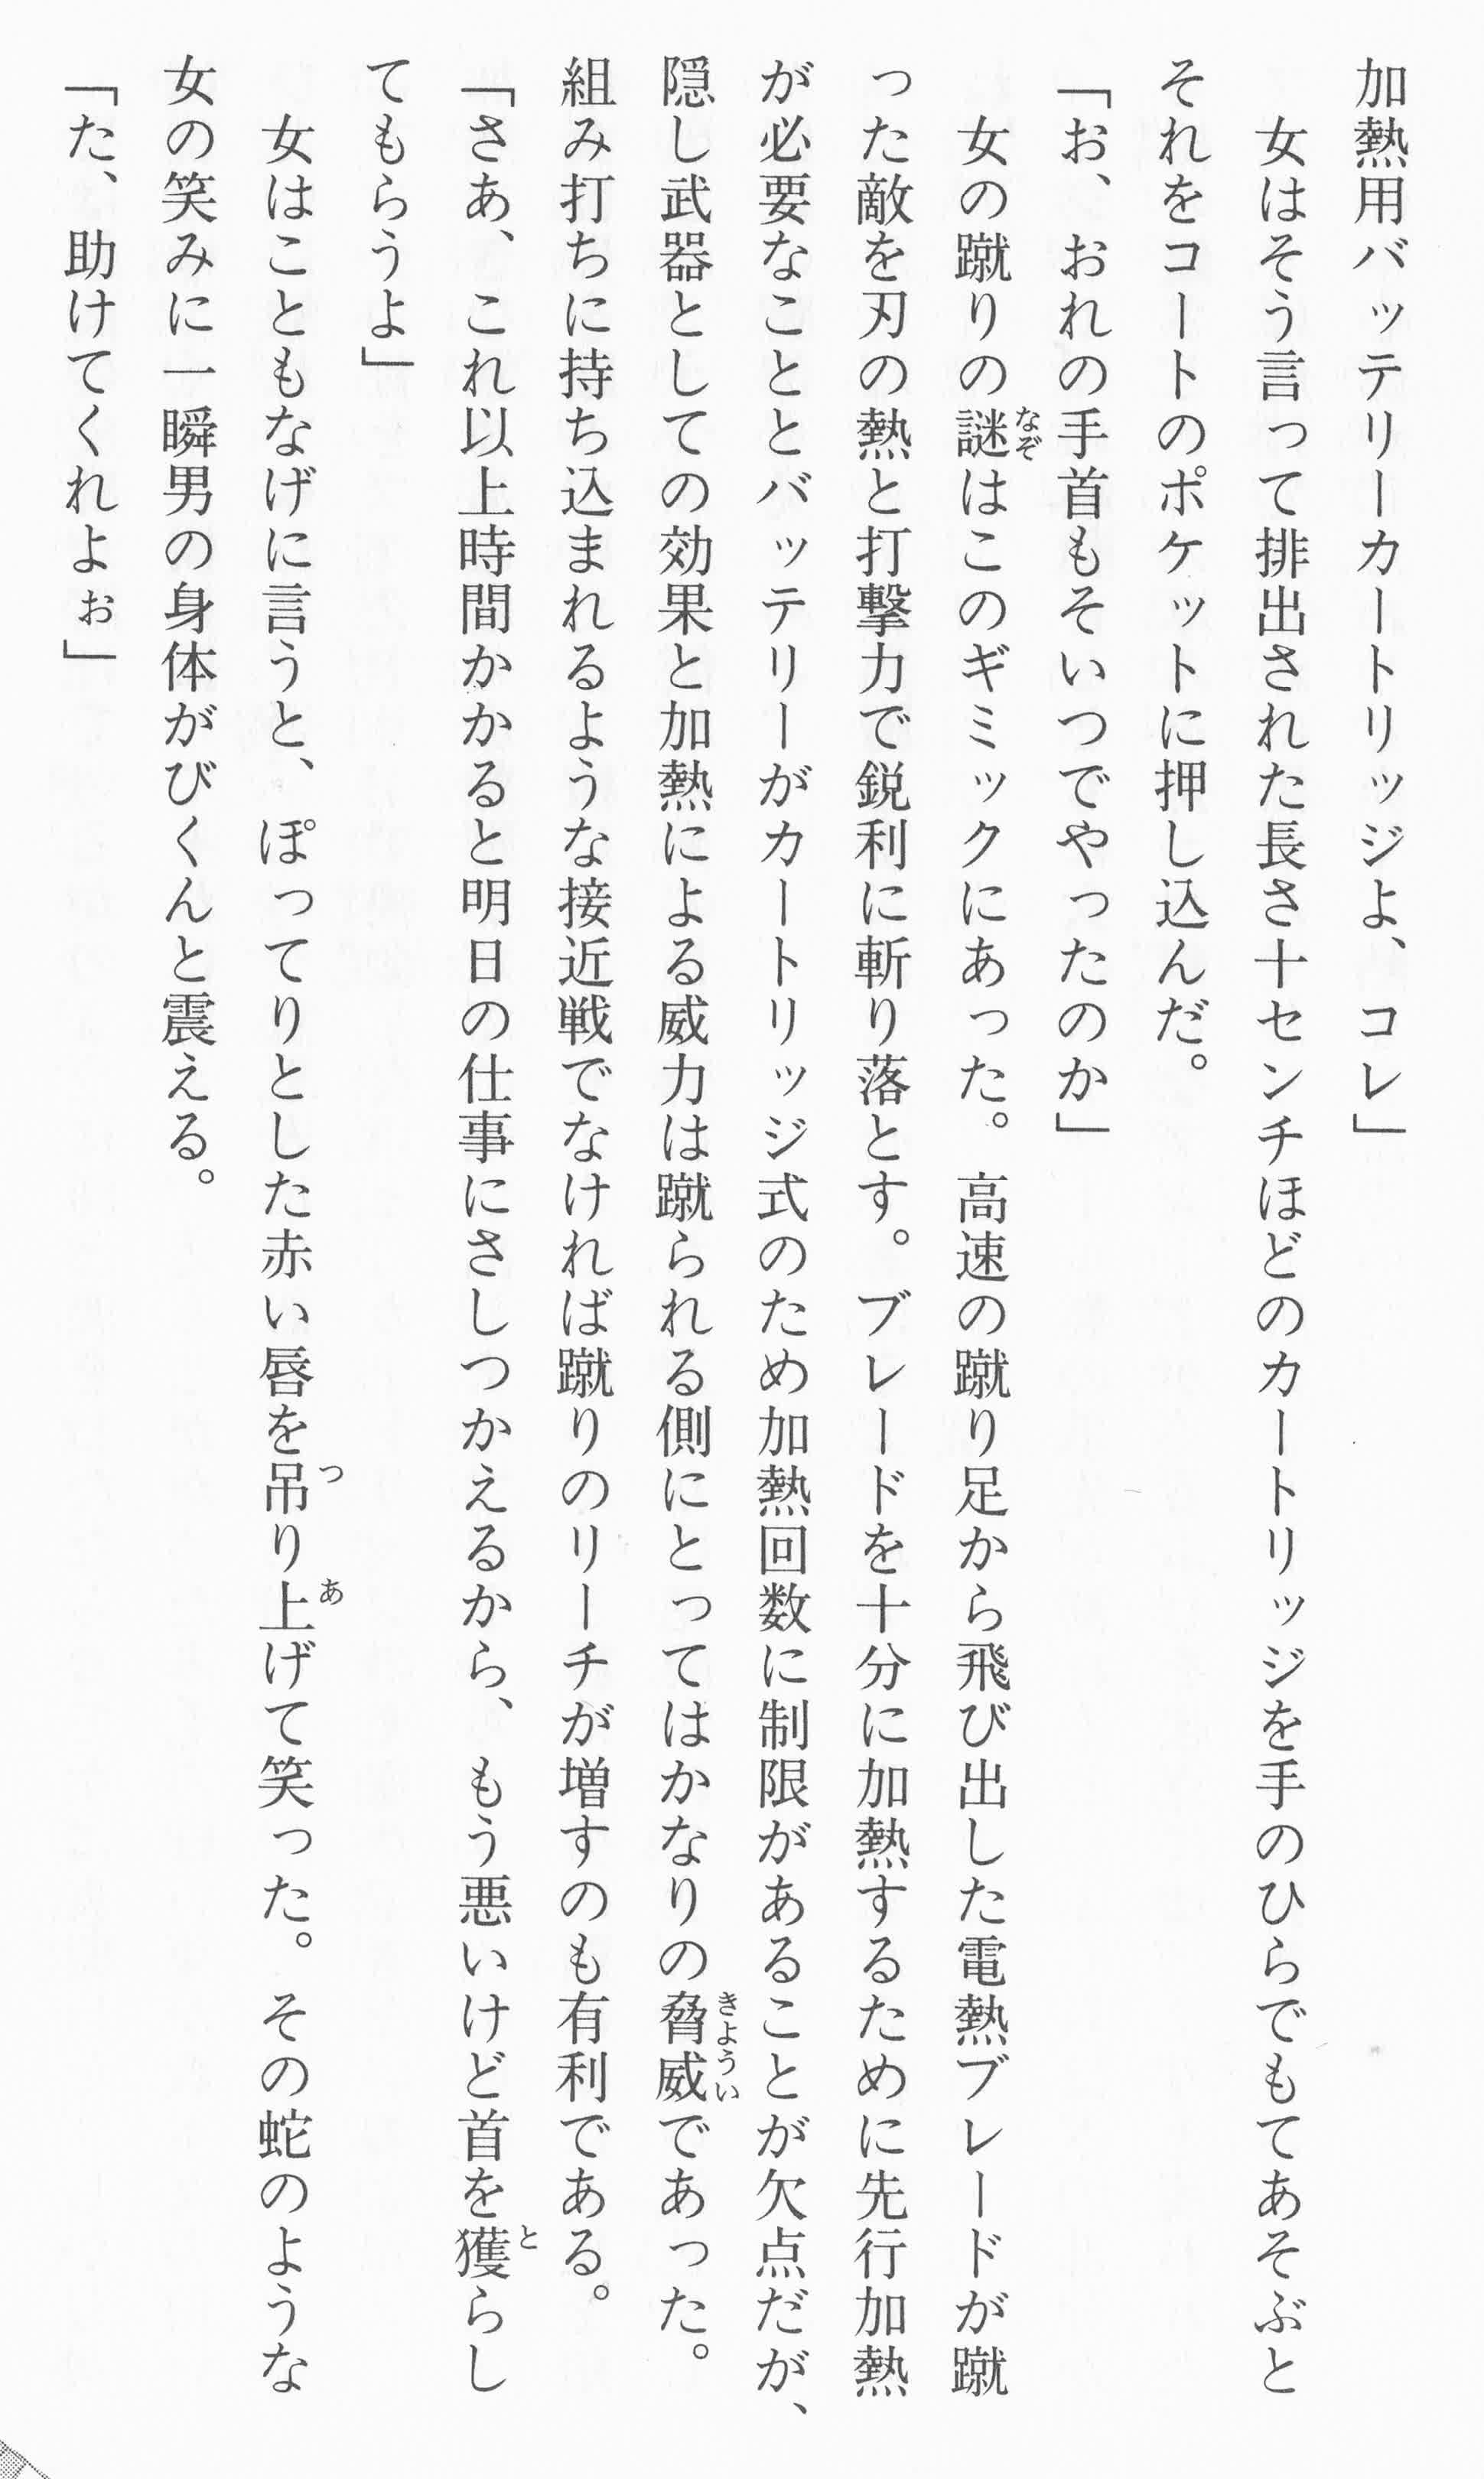 加熱用バッテリーカートリッジよ、コレ」
　女はそう言って排出された長さ十センチほどのカートリッジを手のひらでもてあそぶと
それをコートのポケットに押し込んだ。
「お、おれの手首もそいつでやったのか」
　女の蹴りの謎はこのギミックにあった。高速の蹴り足から飛び出した電熱ブレードが蹴
なぞ
った敵を刃の熱と打撃力で鋭利に斬り落とす。ブレードを十分に加熱するために先行加熱
が必要なこととバッテリーがカートリッジ式のため加熱回数に制限があることが欠点だが、
隠し武器としての効果と加熱による威力は蹴られる側にとってはかなりの脅威であった。
きようい
組み打ちに持ち込まれるような接近戦でなければ蹴りのリーチが増すのも有利である。
「さあ、これ以上時間かかると明日の仕事にさしつかえるから、もう悪いけど首を獲らし
と
てもらうよ」
　女はこともなげに言うと、ぽってりとした赤い唇を吊り上げて笑った。その蛇のような
つ
あ
女の笑みに一瞬男の身体がびくんと震える。
「た、助けてくれよぉ」